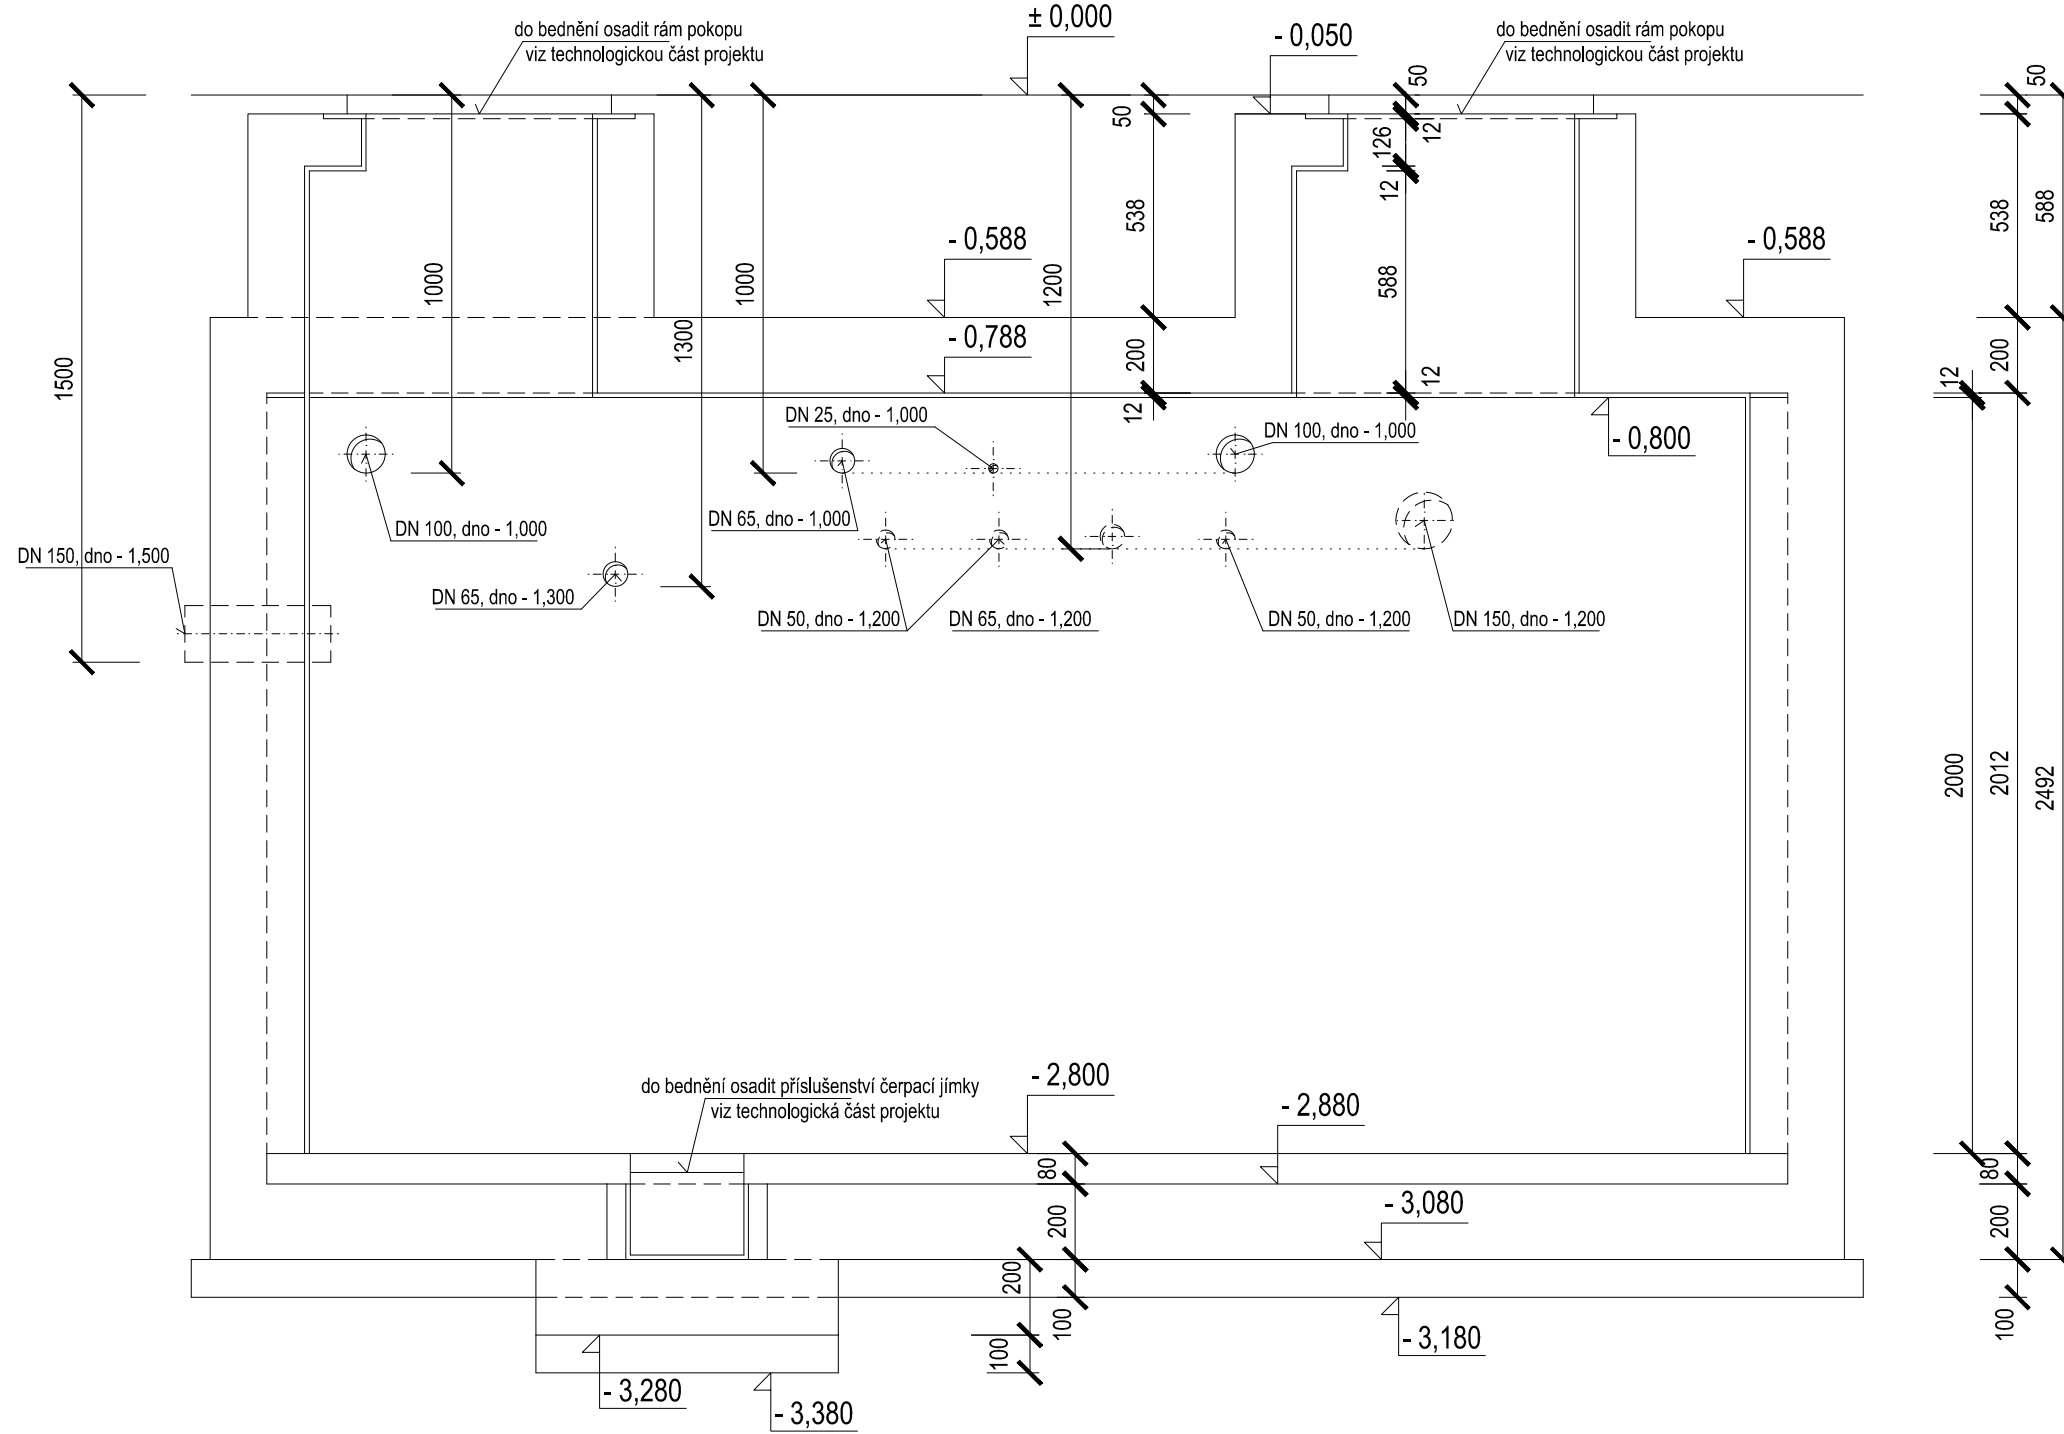 do bednění osadit rám pokopu
viz technologickou část projektu
± 0,000
- 0,050
do bednění osadit rám pokopu
viz technologickou část projektu
50
50
50
12
126
12
538
538
588
- 0,588
- 0,588
1000
1000
1200
588
1300
- 0,788
200
200
1500
12
12
12
DN 25, dno - 1,000
DN 100, dno - 1,000
- 0,800
DN 100, dno - 1,000
DN 65, dno - 1,000
DN 150, dno - 1,500
DN 65, dno - 1,300
DN 50, dno - 1,200
DN 65, dno - 1,200
DN 50, dno - 1,200
DN 150, dno - 1,200
2000
2012
2492
do bednění osadit příslušenství čerpací jímky
viz technologická část projektu
- 2,800
- 2,880
80
80
- 3,080
200
200
200
100
100
100
- 3,180
- 3,280
- 3,380